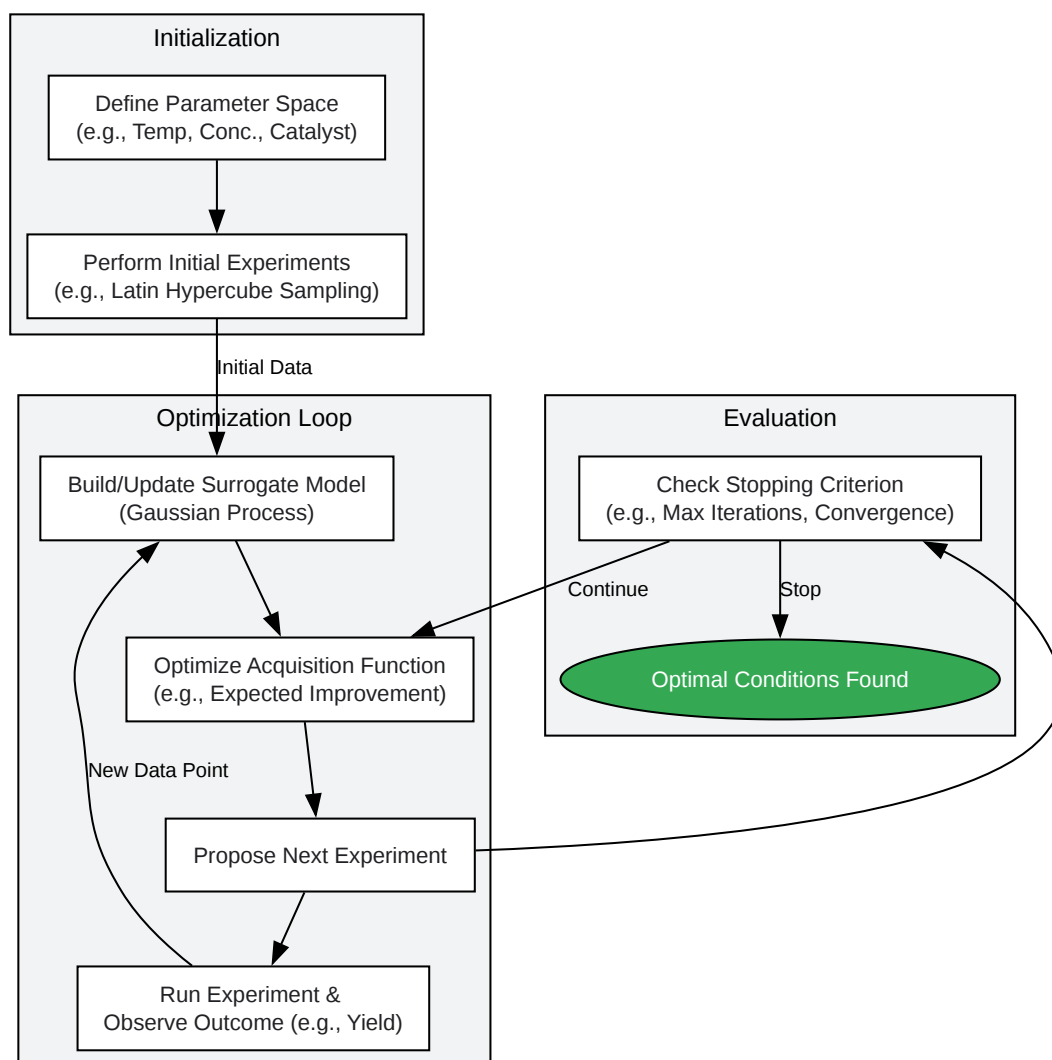 Initialization
Define Parameter Space
(e.g., Temp, Conc., Catalyst)
Perform Initial Experiments
(e.g., Latin Hypercube Sampling)
Initial Data
Optimization Loop
Build/Update Surrogate Model
(Gaussian Process)
Optimize Acquisition Function
(e.g., Expected Improvement)
New Data Point
Propose Next Experiment
Run Experiment &
Observe Outcome (e.g., Yield)
Evaluation
Check Stopping Criterion
(e.g., Max Iterations, Convergence)
Continue
Stop
Optimal Conditions Found